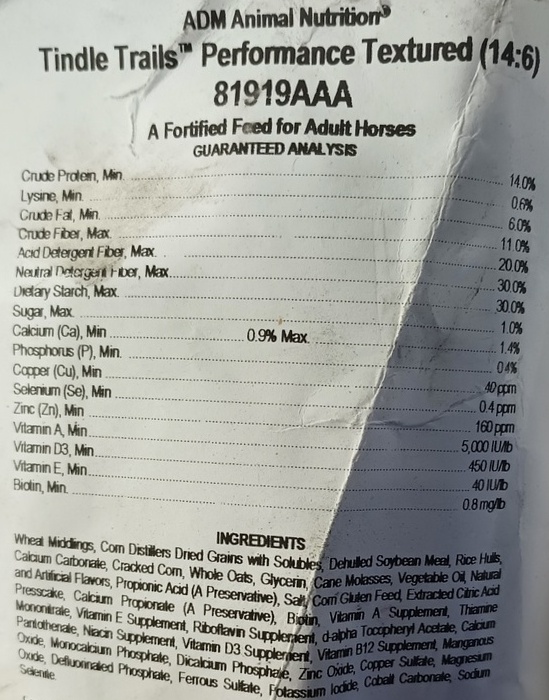 ADM Animal Nutrition®
Tindle Trails™ Performance Textured (14:6)
81919AAA
A Fortified Feed for Adult Horses
GUARANTEED ANALYSIS
Crude Protein, Min. 14.0%
Lysine, Min. 0.6%
Crude Fat, Min. 6.0%
Crude Fiber, Max. 11.0%
Acid Detergent Fiber, Max. 20.0%
Neutral Detergent Fiber, Max. 30.0%
Dietary Starch, Max. 30.0%
Sugar, Max. 1.0%
Calcium (Ca), Min. 0.9% Max. 1.4%
Phosphorus (P), Min. 0.4%
Copper (Cu), Min. 40 ppm
Selenium (Se), Min. 0.4 ppm
Zinc (Zn), Min. 160 ppm
Vitamin A, Min. 5,000 IU/lb
Vitamin D3, Min. 450 IU/lb
Vitamin E, Min. 40 IU/lb
Biotin, Min. 0.8 mg/lb
INGREDIENTS
Wheat Middlings, Corn Distillers Dried Grains with Solubles, Dehulled Soybean Meal, Rice Hulls,
Calcium Carbonate, Cracked Corn, Whole Oats, Glycerin, Cane Molasses, Vegetable Oil, Natural
and Artificial Flavors, Propionic Acid (A Preservative), Salt, Corn Gluten Feed, Extracted Citric Acid
Presscake, Calcium Propionate (A Preservative), Biotin, Vitamin A Supplement, Thiamine
Mononitrate, Vitamin E Supplement, Riboflavin Supplement, d-alpha Tocopheryl Acetate, Calcium
Pantothenate, Niacin Supplement, Vitamin D3 Supplement, Vitamin B12 Supplement, Manganous
Oxide, Monocalcium Phosphate, Dicalcium Phosphate, Zinc Oxide, Copper Sulfate, Magnesium
Oxide, Defluorinated Phosphate, Ferrous Sulfate, Potassium Iodide, Cobalt Carbonate, Sodium
Selenite.